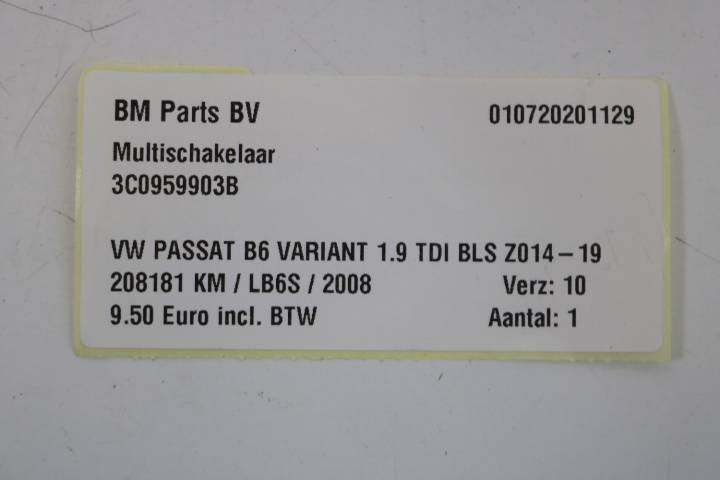 BM Parts BV 010720201129
Multischakelaar
3C0959903B
VW PASSAT B6 VARIANT 1.9 TDI BLS Z014-19
208181 KM / LB6S / 2008 Verz: 10
9.50 Euro incl. BTW Aantal: 1